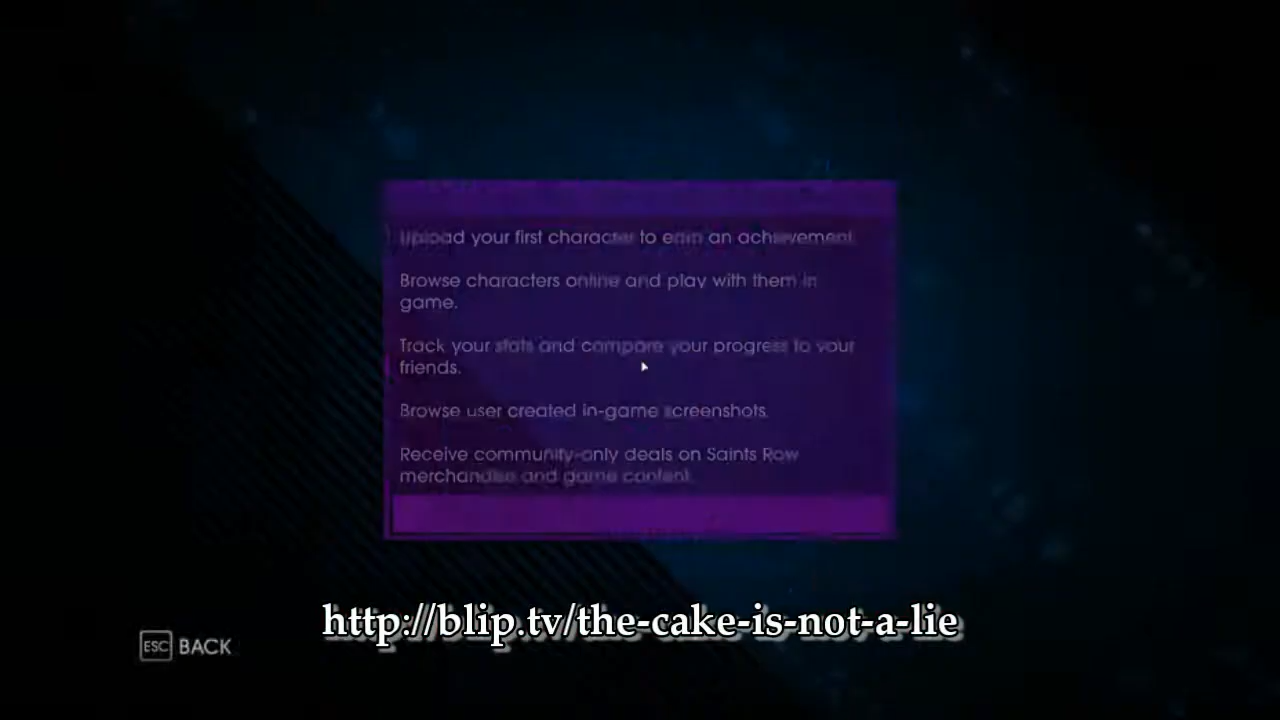 Upload your first character to earn an achievement.
Browse characters online and play with them in
game.
Track your stats and compare your progress to your
friends.
Browse user created in-game screenshots.
Receive community-only deals on Saints Row
merchandise and game content.
http://blip.tv/the-cake-is-not-a-lie
ESC BACK